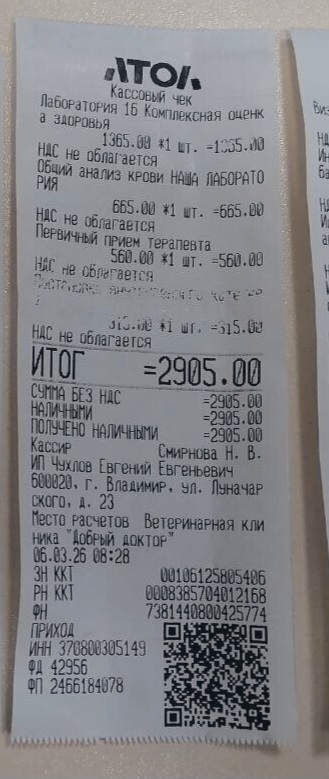 АТОЛ
Кассовый чек
Лаборатория 16 Комплексная оценк
а здоровья
1365.00 *1 шт. =1365.00
НДС не облагается
Общий анализ крови НАША ЛАБОРАТО
РИЯ
665.00 *1 шт. =665.00
НДС не облагается
Первичный прием терапевта
560.00 *1 шт. =560.00
НДС не облагается
315.00 *1 шт. =315.00
НДС не облагается
ИТОГ =2905.00
СУММА БЕЗ НДС =2905.00
НАЛИЧНЫМИ =2905.00
ПОЛУЧЕНО НАЛИЧНЫМИ =2905.00
Кассир Смирнова Н. В.
ИП Чухлов Евгений Евгеньевич
600020, г. Владимир, ул. Луначар
ского, д. 23
Место расчетов Ветеринарная кли
ника "Добрый доктор"
06.03.26 08:28
ЗН ККТ 00106125805406
РН ККТ 0008385704012168
ФН 7381440800425774
ПРИХОД
ИНН 370800305149
ФД 42956
ФП 2466184078